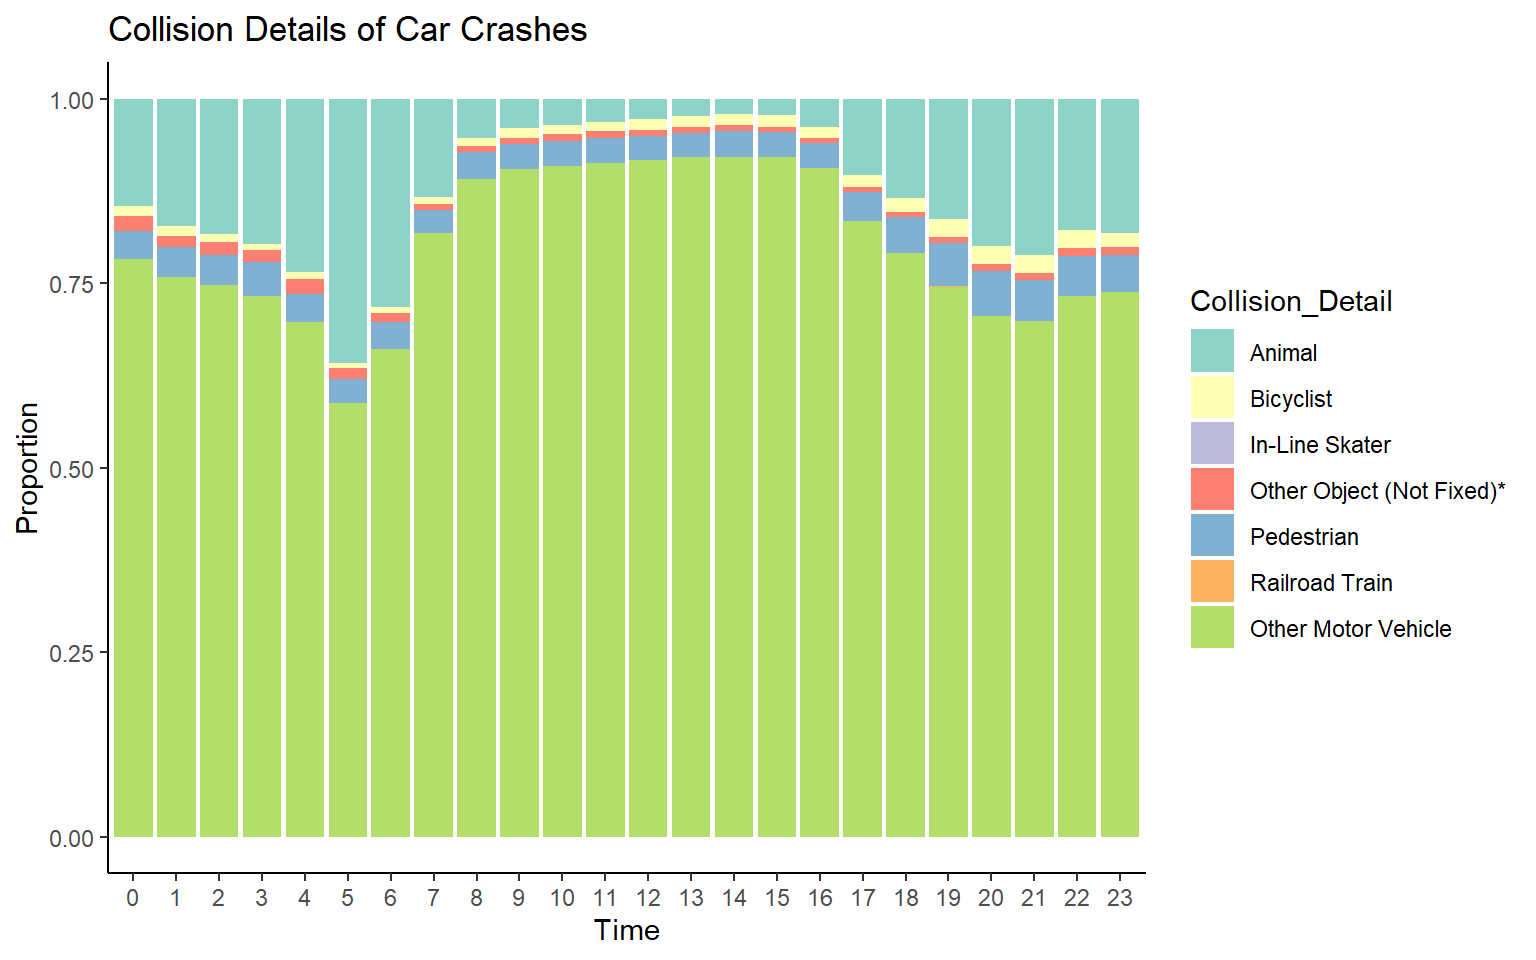 Collision Details of Car Crashes
1.00
0.75
0.50
0.25
0.00
Proportion
0 1 2 3 4 5 6 7 8 9 10 11 12 13 14 15 16 17 18 19 20 21 22 23
Time
Collision_Detail
Animal
Bicyclist
In-Line Skater
Other Object (Not Fixed)*
Pedestrian
Railroad Train
Other Motor Vehicle